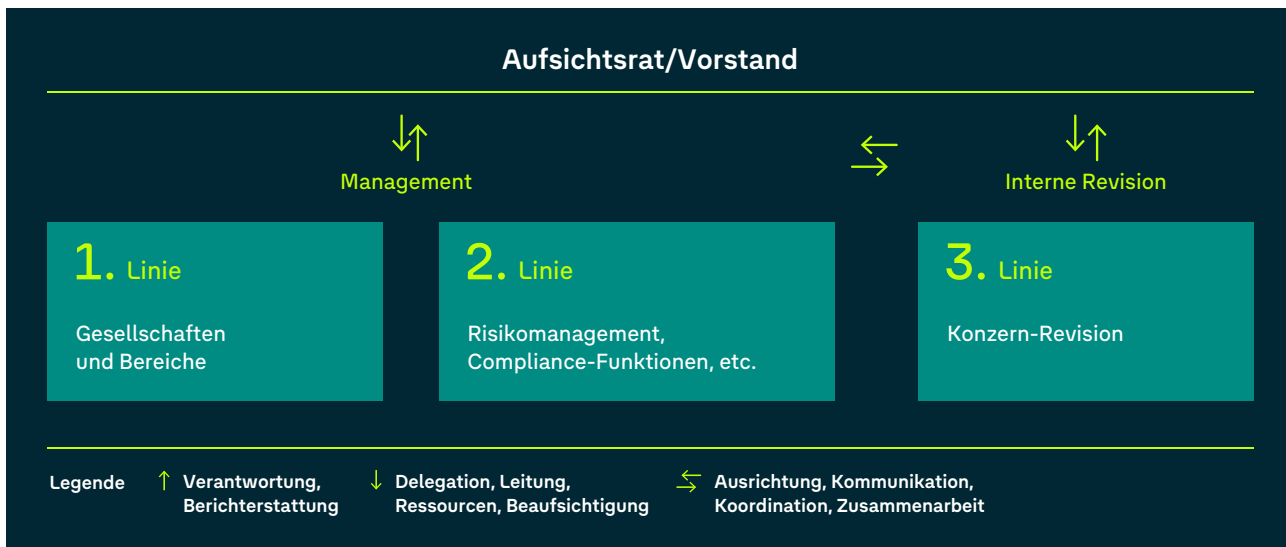 Aufsichtsrat/Vorstand
Management
Interne Revision
1. Linie
Gesellschaften
und Bereiche
2. Linie
Risikomanagement,
Compliance-Funktionen, etc.
3. Linie
Konzern-Revision
Legende
Verantwortung,
Berichterstattung
Delegation, Leitung,
Ressourcen, Beaufsichtigung
Ausrichtung, Kommunikation,
Koordination, Zusammenarbeit